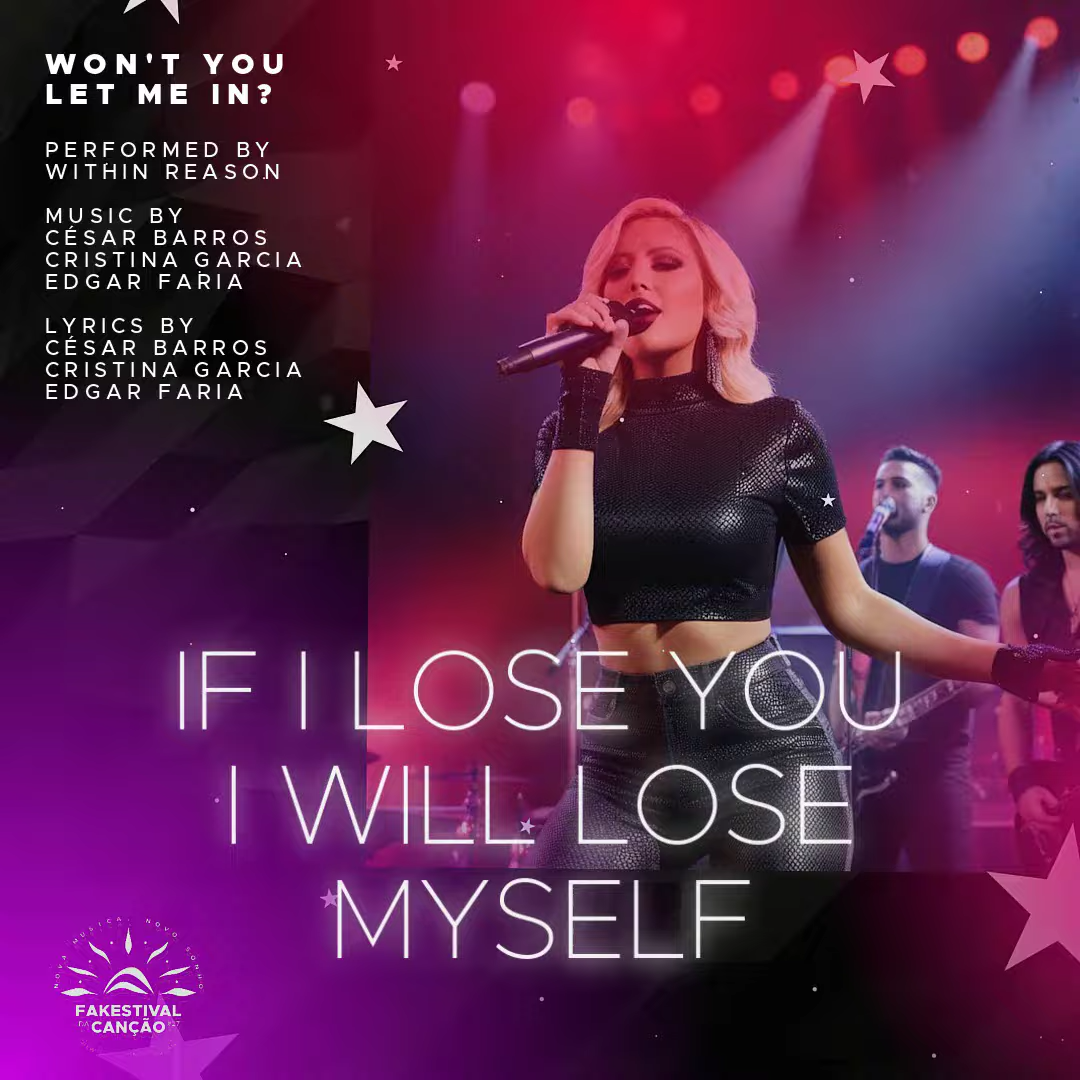 WON'T YOU
LET ME IN?
PERFORMED BY
WITHIN REASON
MUSIC BY
CÉSAR BARROS
CRISTINA GARCIA
EDGAR FARIA
LYRICS BY
CÉSAR BARROS
CRISTINA GARCIA
EDGAR FARIA
IF I LOSE YOU
I WILL LOSE
MYSELF
NOVA MÚSICA, NOVO SONHO
FAKESTIVAL
DA CANÇÃO